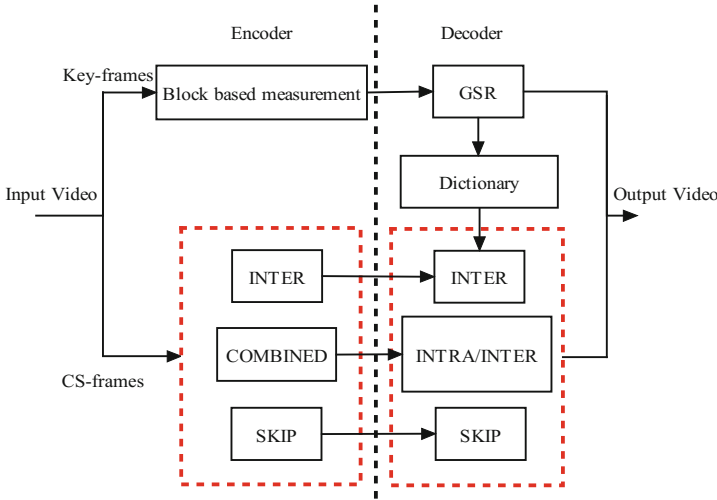 Encoder
Decoder
Key-frames
Block based measurement
GSR
Dictionary
Input Video
Output Video
INTER
INTER
COMBINED
INTRA/INTER
CS-frames
SKIP
SKIP